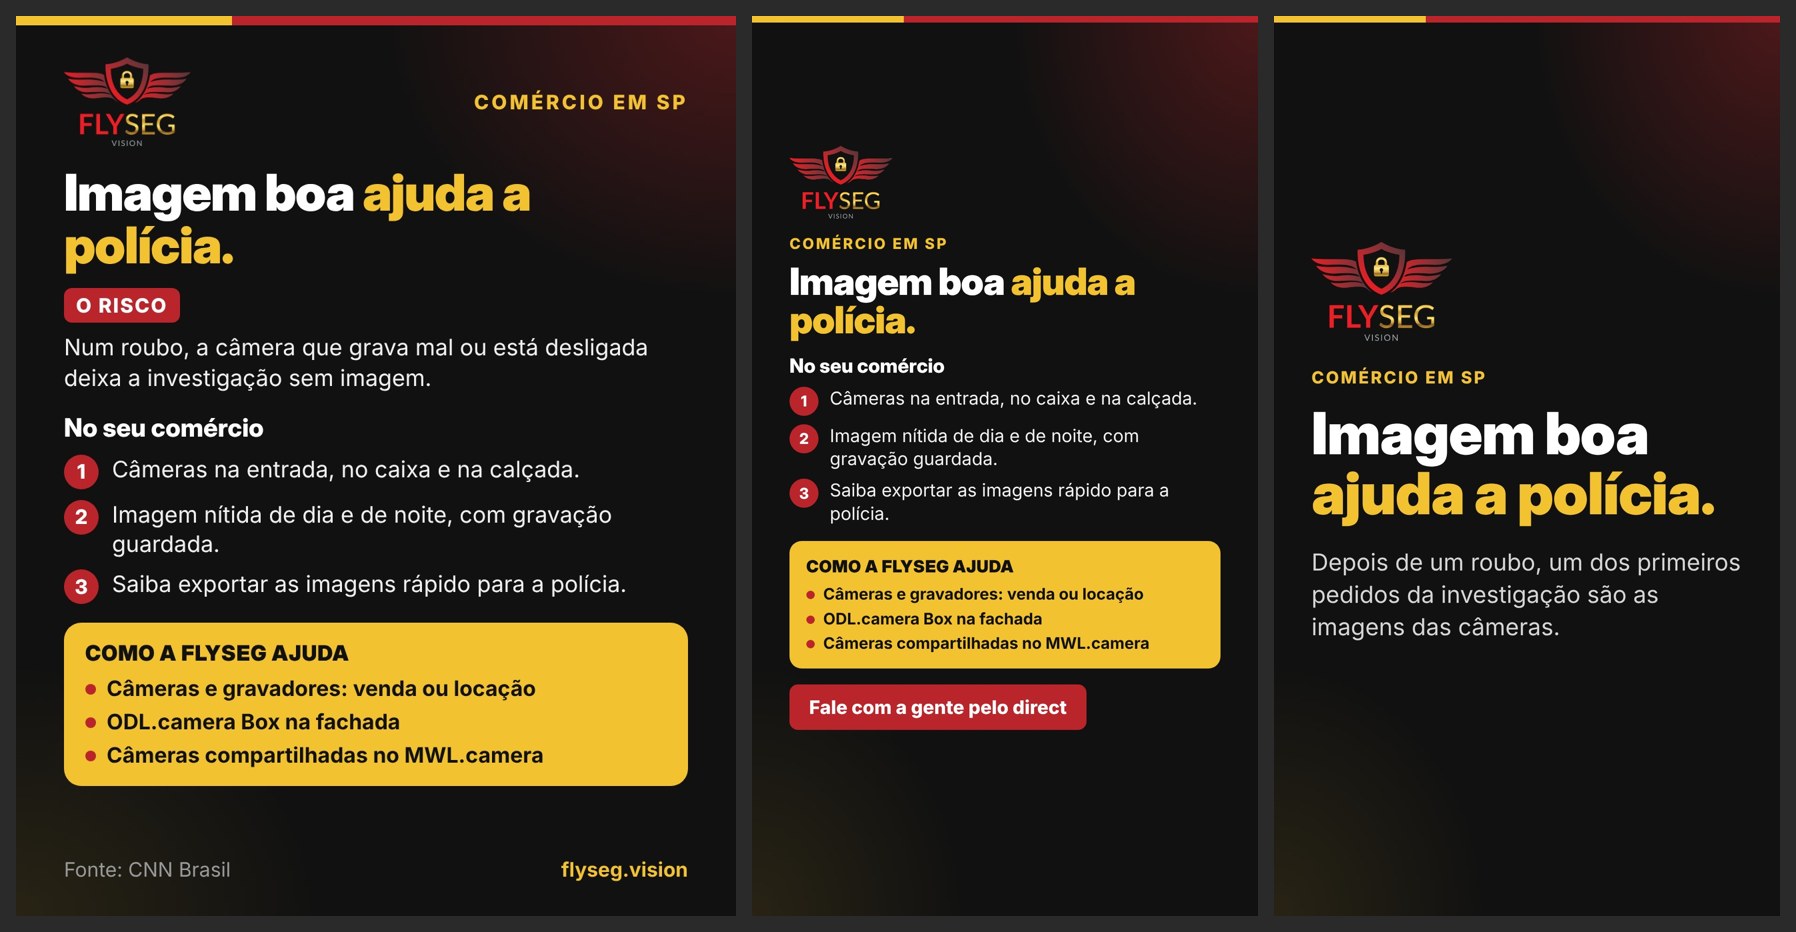 FLYSEG
VISION
COMÉRCIO EM SP
Imagem boa ajuda a
polícia.
O RISCO
Num roubo, a câmera que grava mal ou está desligada
deixa a investigação sem imagem.
No seu comércio
1 Câmeras na entrada, no caixa e na calçada.
2 Imagem nítida de dia e de noite, com gravação
guardada.
3 Saiba exportar as imagens rápido para a polícia.
COMO A FLYSEG AJUDA
Câmeras e gravadores: venda ou locação
ODL.camera Box na fachada
Câmeras compartilhadas no MWL.camera
Fonte: CNN Brasil
flyseg.vision
FLYSEG
VISION
COMÉRCIO EM SP
Imagem boa ajuda a
polícia.
No seu comércio
1 Câmeras na entrada, no caixa e na calçada.
2 Imagem nítida de dia e de noite, com
gravação guardada.
3 Saiba exportar as imagens rápido para a
polícia.
COMO A FLYSEG AJUDA
Câmeras e gravadores: venda ou locação
ODL.camera Box na fachada
Câmeras compartilhadas no MWL.camera
Fale com a gente pelo direct
FLYSEG
VISION
COMÉRCIO EM SP
Imagem boa
ajuda a polícia.
Depois de um roubo, um dos primeiros
pedidos da investigação são as
imagens das câmeras.